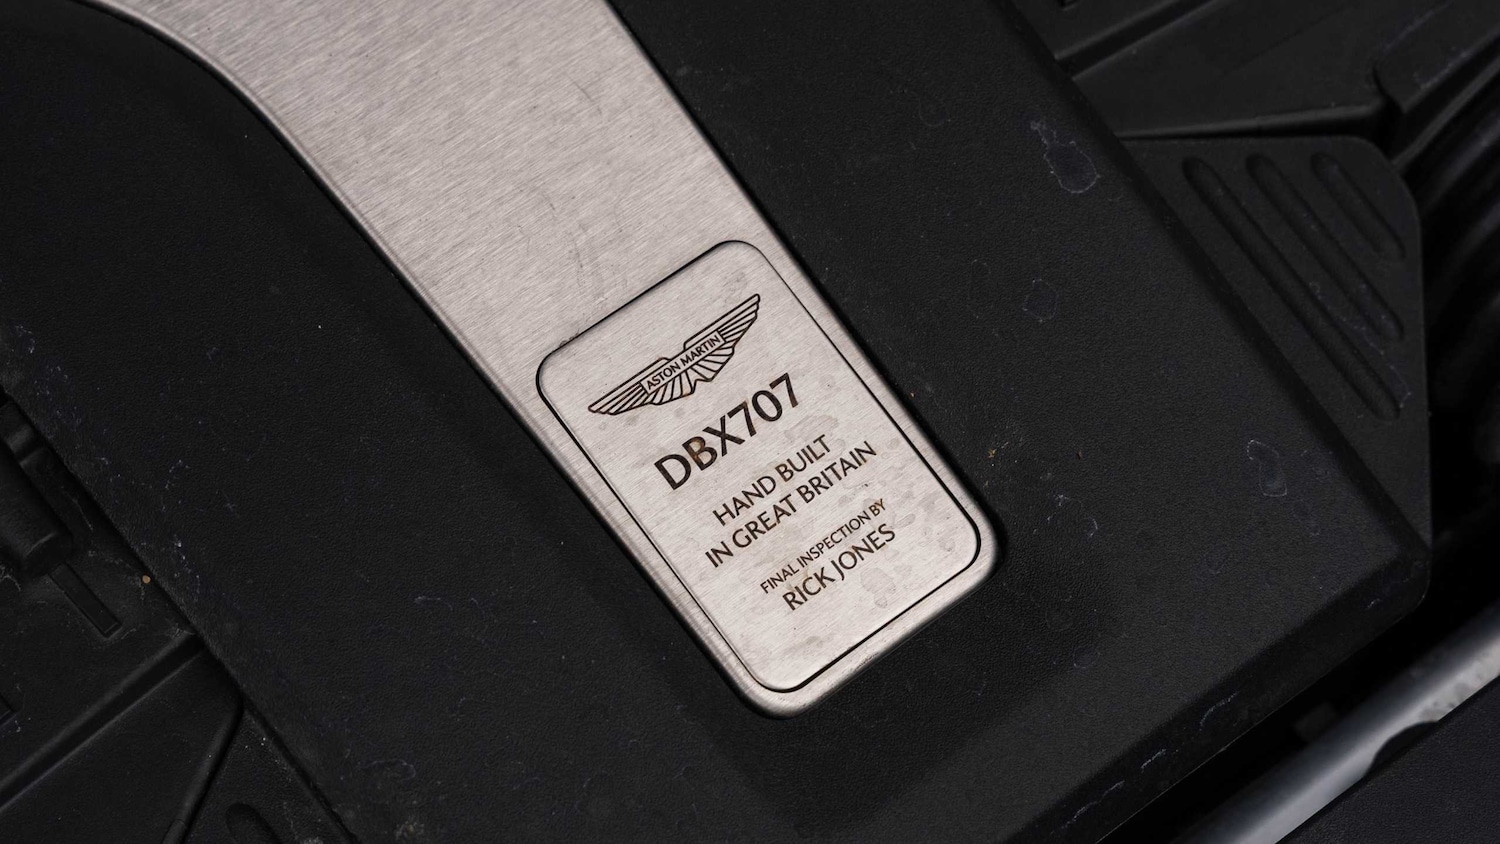 ASTON MARTIN
DBX707
HAND BUILT
IN GREAT BRITAIN
FINAL INSPECTION BY
RICK JONES